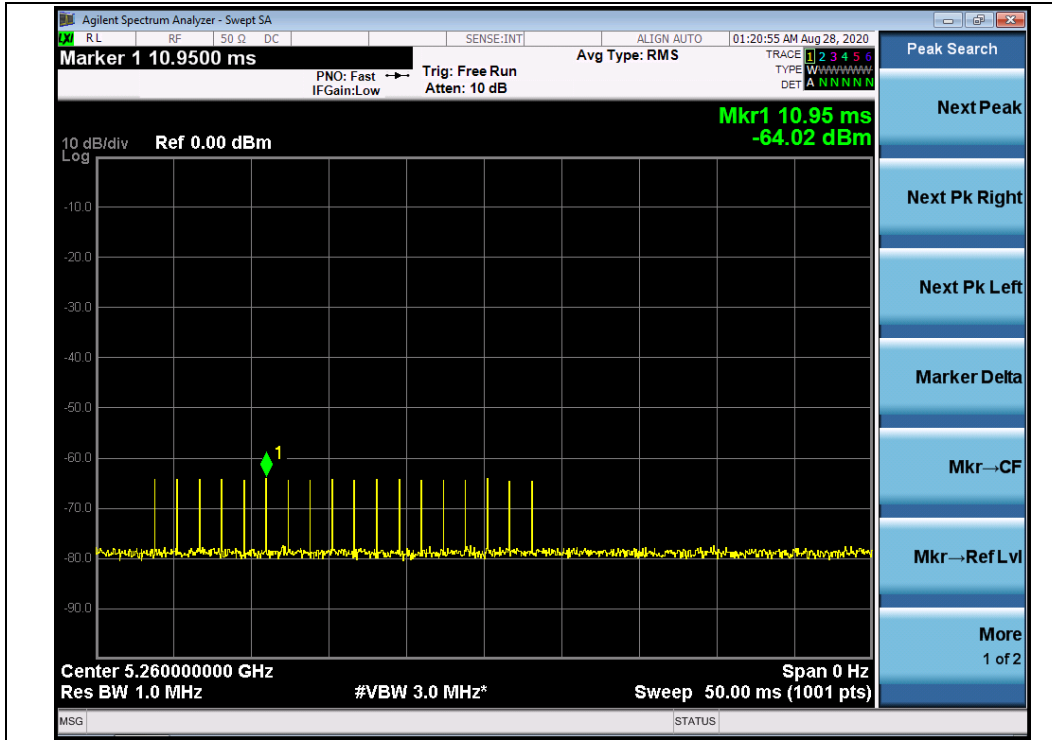 Agilent Spectrum Analyzer - Swept SA
LXI RL RF 50 Ω DC SENSE:INT ALIGN AUTO 01:20:55 AM Aug 28, 2020
Marker 1 10.9500 ms
PNO: Fast
IFGain:Low
Trig: Free Run
Atten: 10 dB
Avg Type: RMS
TRACE 1 2 3 4 5 6
TYPE WWWWWW
DET A N N N N N
Mkr1 10.95 ms
-64.02 dBm
10 dB/div Ref 0.00 dBm
Log
-10.0
-20.0
-30.0
-40.0
-50.0
-60.0
-70.0
-80.0
-90.0
1
Center 5.260000000 GHz Span 0 Hz
Res BW 1.0 MHz #VBW 3.0 MHz* Sweep 50.00 ms (1001 pts)
MSG STATUS
Peak Search
Next Peak
Next Pk Right
Next Pk Left
Marker Delta
Mkr→CF
Mkr→Ref Lvl
More
1 of 2